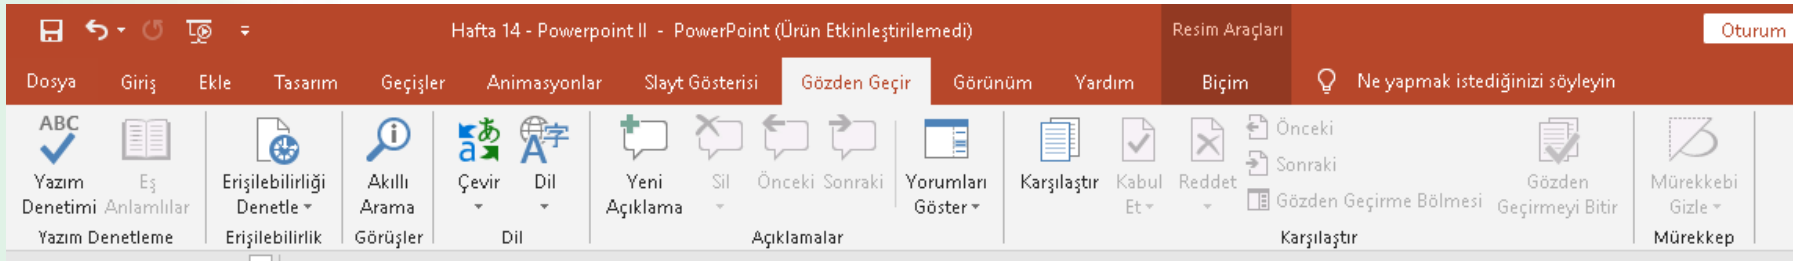 Hafta 14 - Powerpoint II - PowerPoint (Ürün Etkinleştirilemedi)
Resim Araçları
Oturum
Dosya Giriş Ekle Tasarım Geçişler Animasyonlar Slayt Gösterisi Gözden Geçir Görünüm Yardım Biçim Ne yapmak istediğinizi söyleyin
ABC
Yazım
Denetimi
Eş
Anlamlılar
Yazım Denetleme
Erişilebilirliği
Denetle
Erişilebilirlik
Akıllı
Arama
Görüşler
Çevir
Dil
Dil
Yeni
Açıklama
Sil
Önceki
Sonraki
Yorumları
Göster
Açıklamalar
Karşılaştır
Kabul
Et
Reddet
Önceki
Sonraki
Gözden Geçirme Bölmesi
Gözden
Geçirmeyi Bitir
Karşılaştır
Mürekkebi
Gizle
Mürekkep